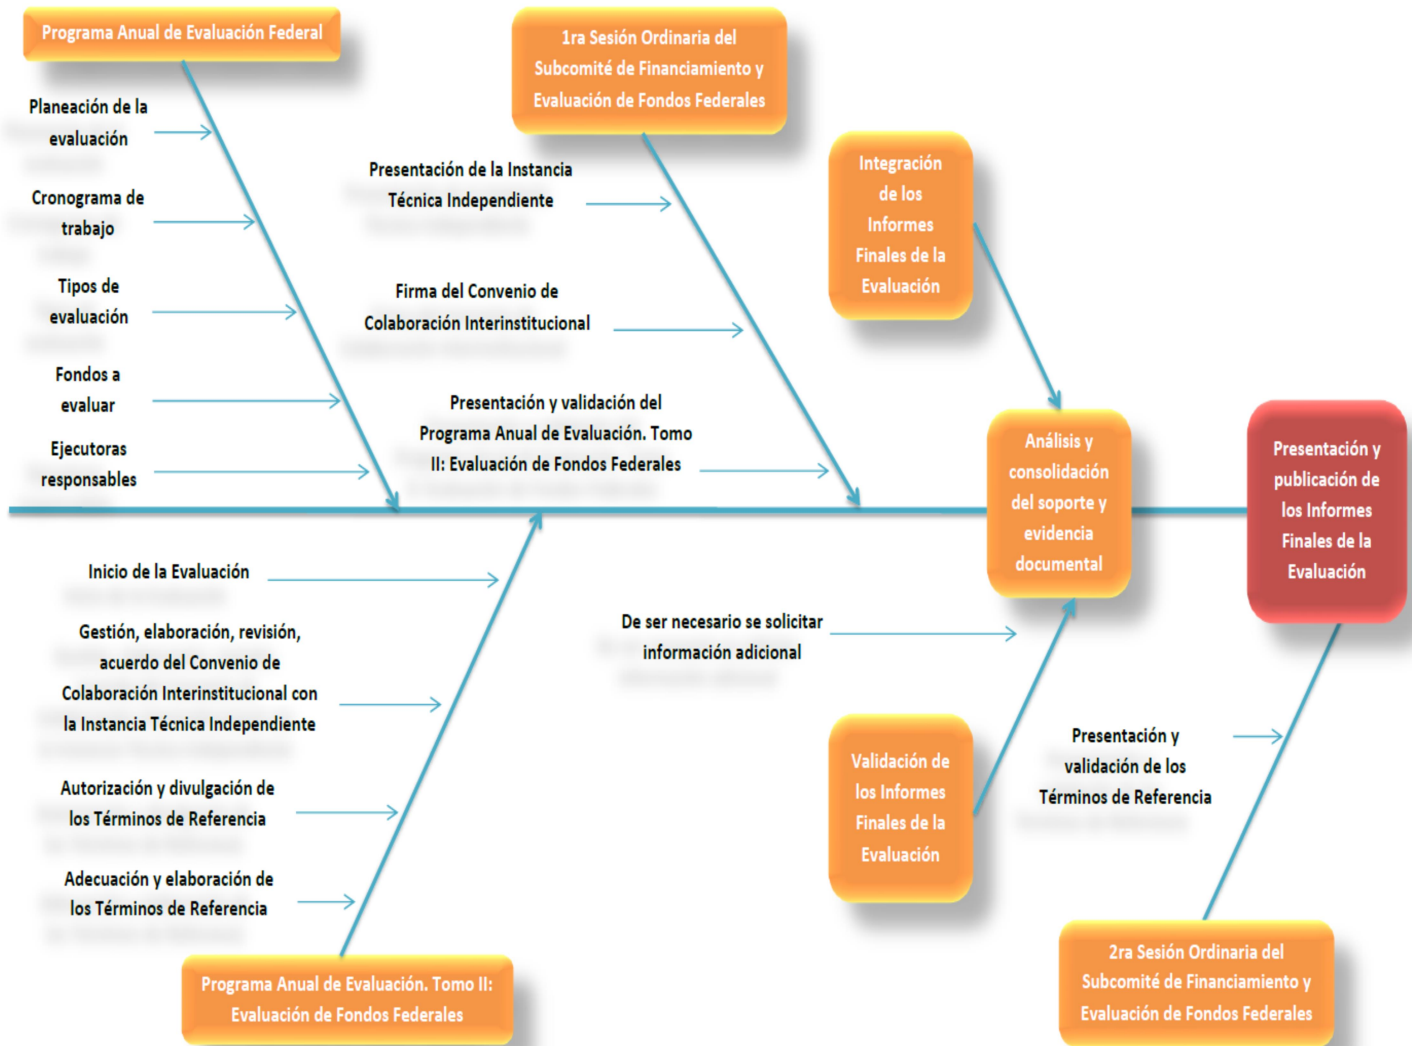 Programa Anual de Evaluación Federal
Planeación de la
evaluación
Cronograma de
trabajo
Tipos de
evaluación
Fondos a
evaluar
Ejecutoras
responsables
1ra Sesión Ordinaria del
Subcomité de Financiamiento y
Evaluación de Fondos Federales
Presentación de la Instancia
Técnica Independiente
Firma del Convenio de
Colaboración Interinstitucional
Presentación y validación del
Programa Anual de Evaluación. Tomo
II: Evaluación de Fondos Federales
Integración
de los
Informes
Finales de la
Evaluación
Análisis y
consolidación
del soporte y
evidencia
documental
Presentación y
publicación de
los Informes
Finales de la
Evaluación
Inicio de la Evaluación
Gestión, elaboración, revisión,
acuerdo del Convenio de
Colaboración Interinstitucional con
la Instancia Técnica Independiente
Autorización y divulgación de
los Términos de Referencia
Adecuación y elaboración de
los Términos de Referencia
Programa Anual de Evaluación. Tomo II:
Evaluación de Fondos Federales
De ser necesario se solicitar
información adicional
Validación de
los Informes
Finales de la
Evaluación
Presentación y
validación de los
Términos de Referencia
2ra Sesión Ordinaria del
Subcomité de Financiamiento y
Evaluación de Fondos Federales